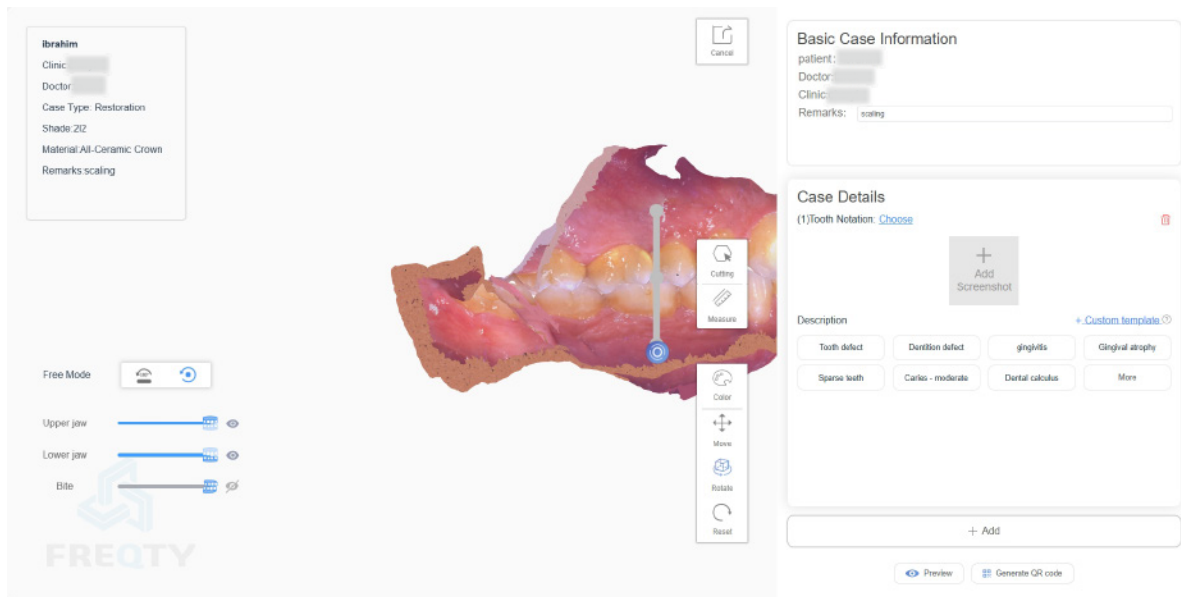 ibrahim
Clinic:
Doctor:
Case Type: Restoration
Shade:2l2
Material:All-Ceramic Crown
Remarks:scaling
Free Mode
180°
Upper jaw
Lower jaw
Bite
FREQTY
Cancel
Cutting
Measure
Color
Move
Rotate
Reset
Basic Case Information
patient:
Doctor:
Clinic:
Remarks: scaling
Case Details
(1)Tooth Notation: Choose
+
Add
Screenshot
Description + Custom template ?
Tooth defect Dentition defect gingivitis Gingival atrophy
Sparse teeth Caries - moderate Dental calculus More
+ Add
Preview Generate QR code